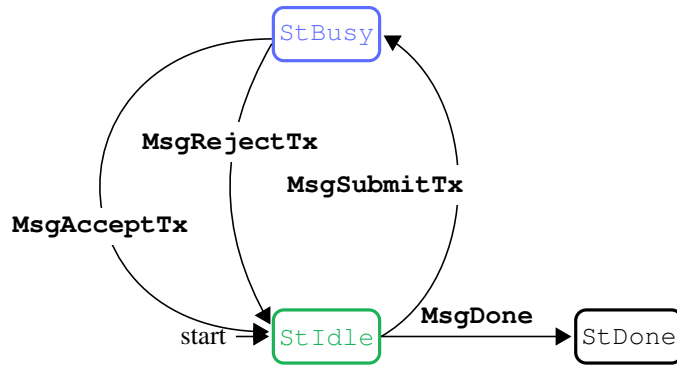 StBusy
MsgRejectTx
MsgSubmitTx
MsgAcceptTx
MsgDone
start
StIdle
StDone